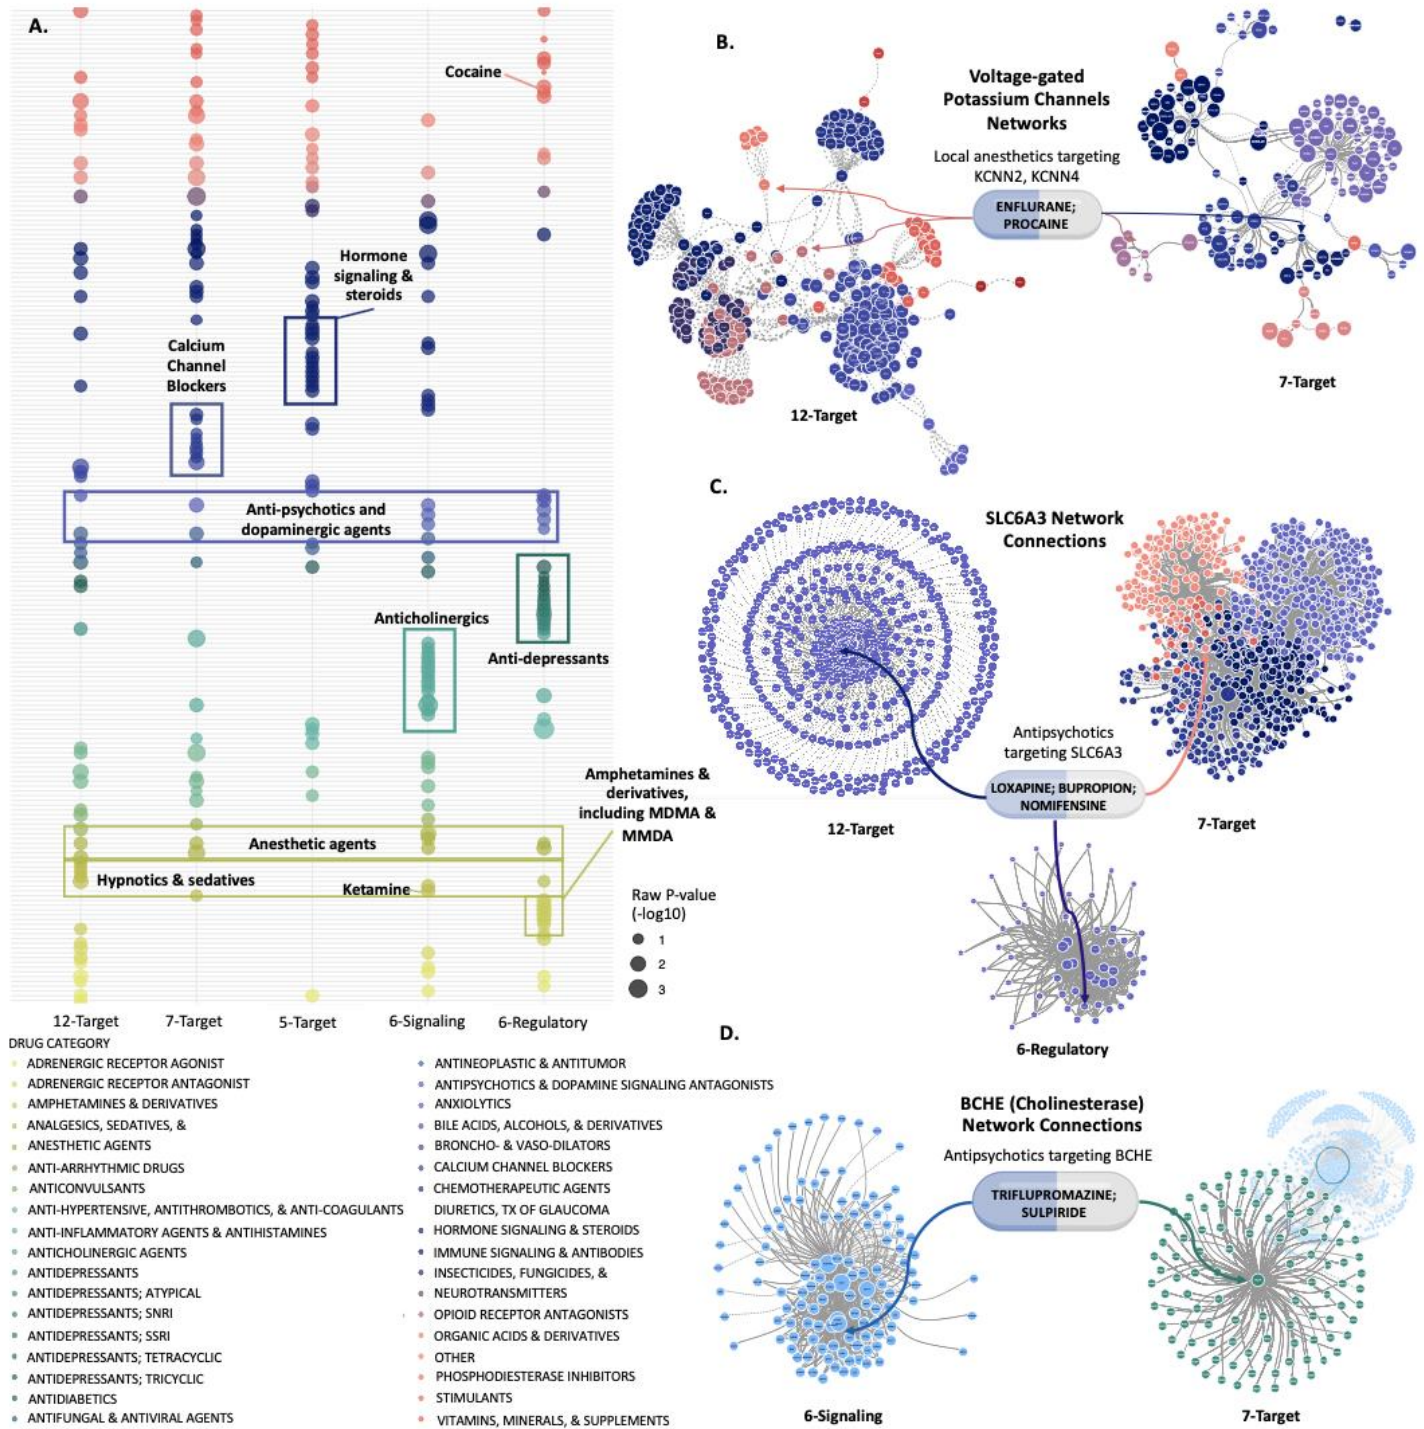 A.
Cocaine
Hormone
signaling &
steroids
Calcium
Channel
Blockers
Anti-psychotics and
dopaminergic agents
Anticholinergics
Anti-depressants
Amphetamines &
derivatives,
including MDMA &
MMDA
Anesthetic agents
Hypnotics & sedatives
Ketamine
Raw P-value
(-log10)
1
2
3
12-Target
7-Target
5-Target
6-Signaling
6-Regulatory
DRUG CATEGORY
ADRENERGIC RECEPTOR AGONIST
ADRENERGIC RECEPTOR ANTAGONIST
AMPHETAMINES & DERIVATIVES
ANALGESICS, SEDATIVES, &
ANESTHETIC AGENTS
ANTI-ARRHYTHMIC DRUGS
ANTICONVULSANTS
ANTI-HYPERTENSIVE, ANTITHROMBOTICS, & ANTI-COAGULANTS
ANTI-INFLAMMATORY AGENTS & ANTIHISTAMINES
ANTICHOLINERGIC AGENTS
ANTIDEPRESSANTS
ANTIDEPRESSANTS; ATYPICAL
ANTIDEPRESSANTS; SNRI
ANTIDEPRESSANTS; SSRI
ANTIDEPRESSANTS; TETRACYCLIC
ANTIDEPRESSANTS; TRICYCLIC
ANTIDIABETICS
ANTIFUNGAL & ANTIVIRAL AGENTS
ANTINEOPLASTIC & ANTITUMOR
ANTIPSYCHOTICS & DOPAMINE SIGNALING ANTAGONISTS
ANXIOLYTICS
BILE ACIDS, ALCOHOLS, & DERIVATIVES
BRONCHO- & VASO-DILATORS
CALCIUM CHANNEL BLOCKERS
CHEMOTHERAPEUTIC AGENTS
DIURETICS, TX OF GLAUCOMA
HORMONE SIGNALING & STEROIDS
IMMUNE SIGNALING & ANTIBODIES
INSECTICIDES, FUNGICIDES, &
NEUROTRANSMITTERS
OPIOID RECEPTOR ANTAGONISTS
ORGANIC ACIDS & DERIVATIVES
OTHER
PHOSPHODIESTERASE INHIBITORS
STIMULANTS
VITAMINS, MINERALS, & SUPPLEMENTS
B.
Voltage-gated
Potassium Channels
Networks
Local anesthetics targeting
KCNN2, KCNN4
ENFLURANE;
PROCAINE
12-Target
7-Target
C.
SLC6A3 Network
Connections
Antipsychotics
targeting SLC6A3
LOXAPINE; BUPROPION;
NOMIFENSINE
12-Target
7-Target
6-Regulatory
D.
BCHE (Cholinesterase)
Network Connections
Antipsychotics targeting BCHE
TRIFLUPROMAZINE;
SULPIRIDE
6-Signaling
7-Target